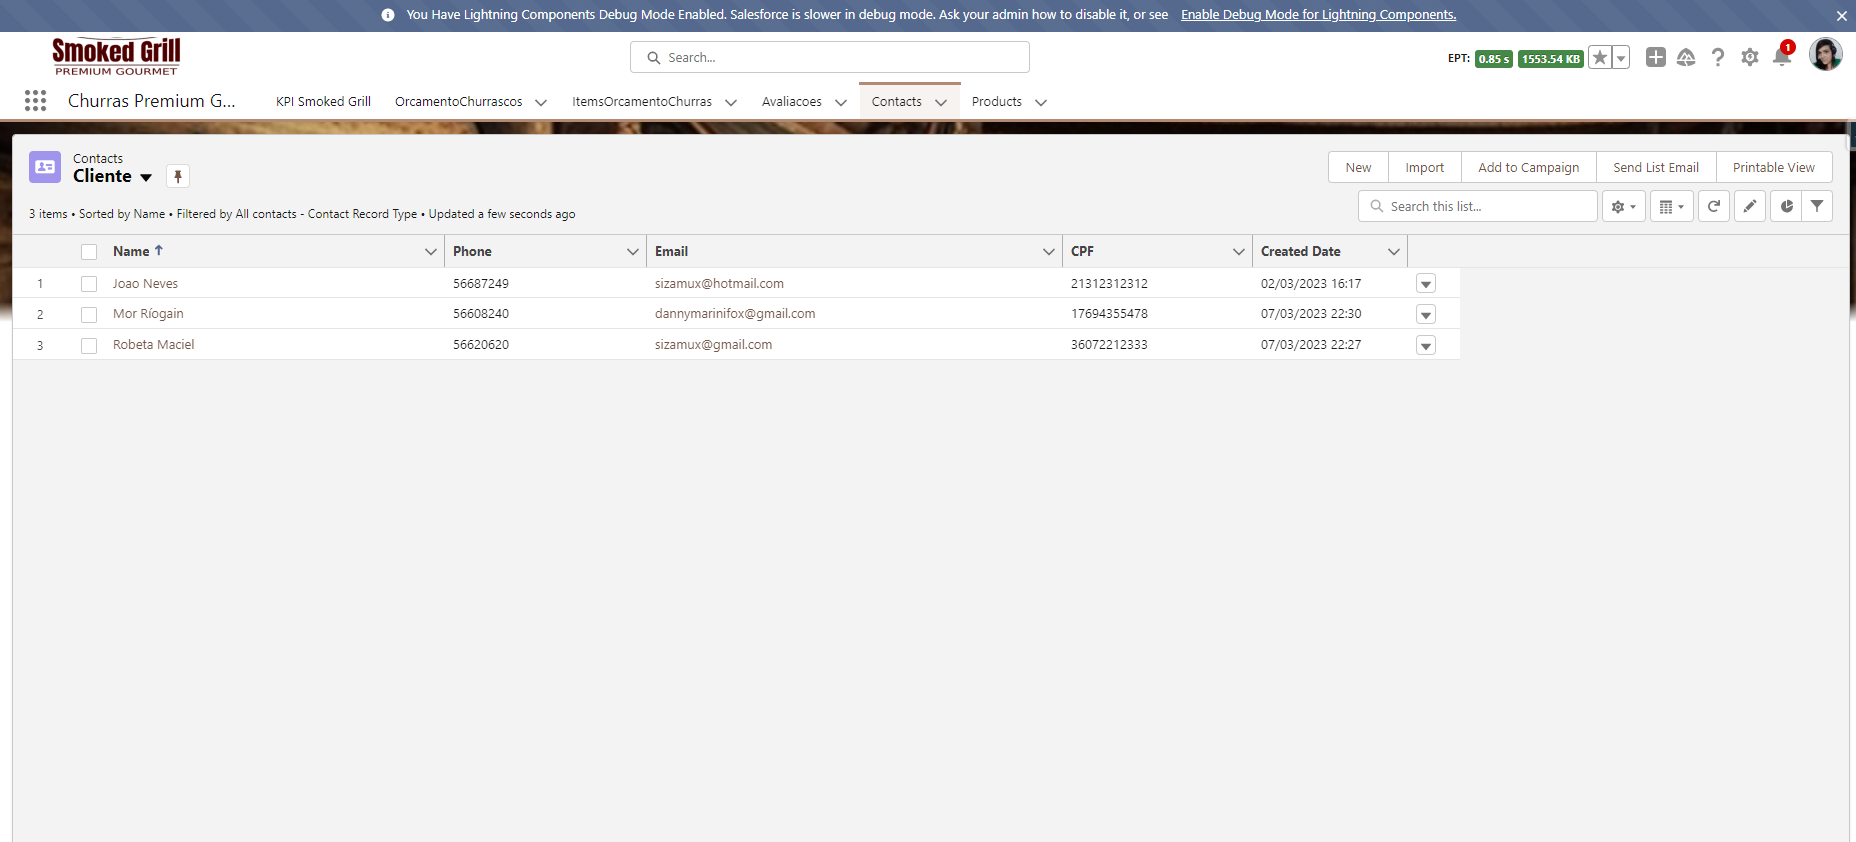 You Have Lightning Components Debug Mode Enabled. Salesforce is slower in debug mode. Ask your admin how to disable it, or see Enable Debug Mode for Lightning Components.
Smoked Grill
PREMIUM GOURMET
Search...
EPT: 0.85 s 1553.54 KB
1
Churras Premium G... KPI Smoked Grill OrcamentoChurrascos ItemsOrcamentoChurras Avaliacoes Contacts Products
Contacts
Cliente
New Import Add to Campaign Send List Email Printable View
3 items • Sorted by Name • Filtered by All contacts - Contact Record Type • Updated a few seconds ago
Search this list...
Name Phone Email CPF Created Date
1 Joao Neves 56687249 sizamux@hotmail.com 21312312312 02/03/2023 16:17
2 Mor Ríogain 56608240 dannymarinifox@gmail.com 17694355478 07/03/2023 22:30
3 Robeta Maciel 56620620 sizamux@gmail.com 36072212333 07/03/2023 22:27